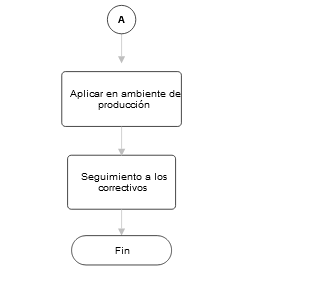 A
Aplicar en ambiente de
producción
Seguimiento a los
correctivos
Fin